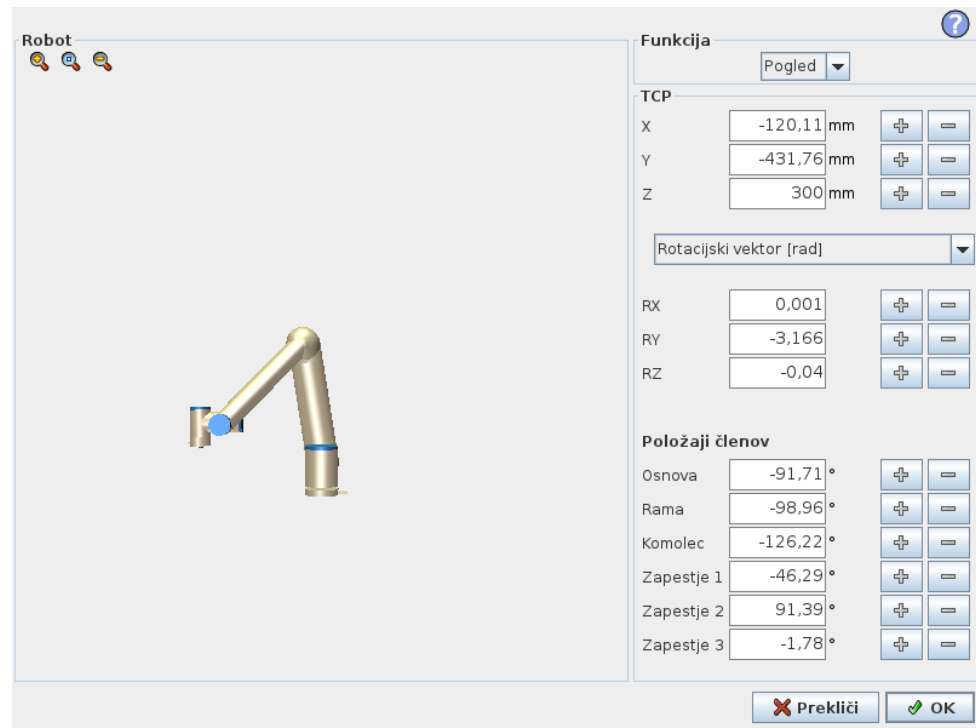 Robot
Funkcija
?
Pogled
TCP
X -120,11 mm
Y -431,76 mm
Z 300 mm
Rotacijski vektor [rad]
RX 0,001
RY -3,166
RZ -0,04
Položaji členov
Osnova -91,71 °
Rama -98,96 °
Komolec -126,22 °
Zapestje 1 -46,29 °
Zapestje 2 91,39 °
Zapestje 3 -1,78 °
Prekliči OK